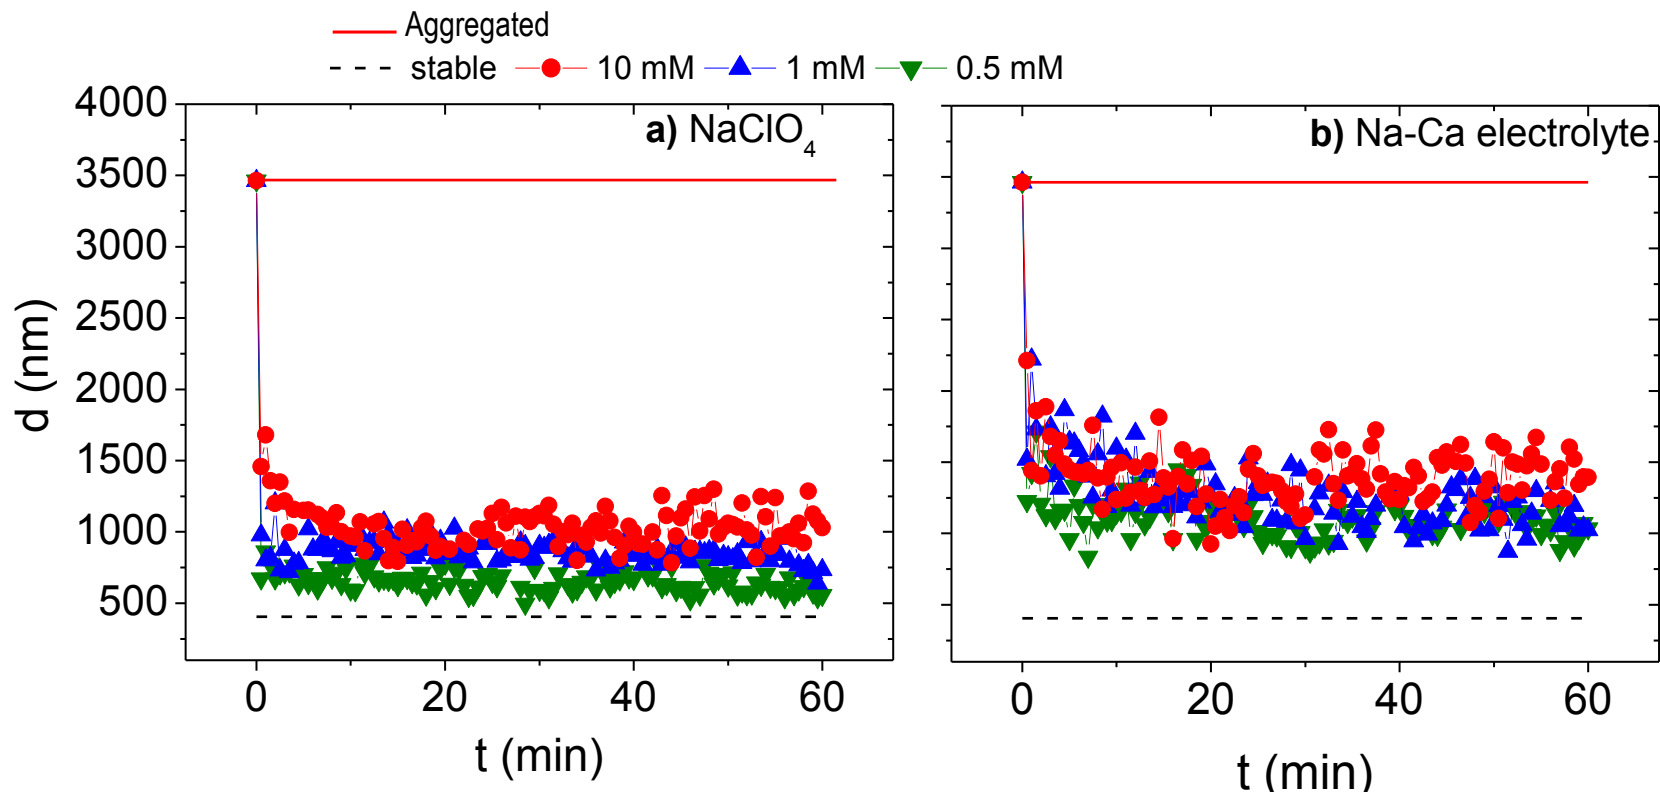 Aggregated
stable 10 mM 1 mM 0.5 mM
a) NaClO4
b) Na-Ca electrolyte
d (nm)
4000
3500
3000
2500
2000
1500
1000
500
0 20 40 60
0 20 40 60
t (min)
t (min)